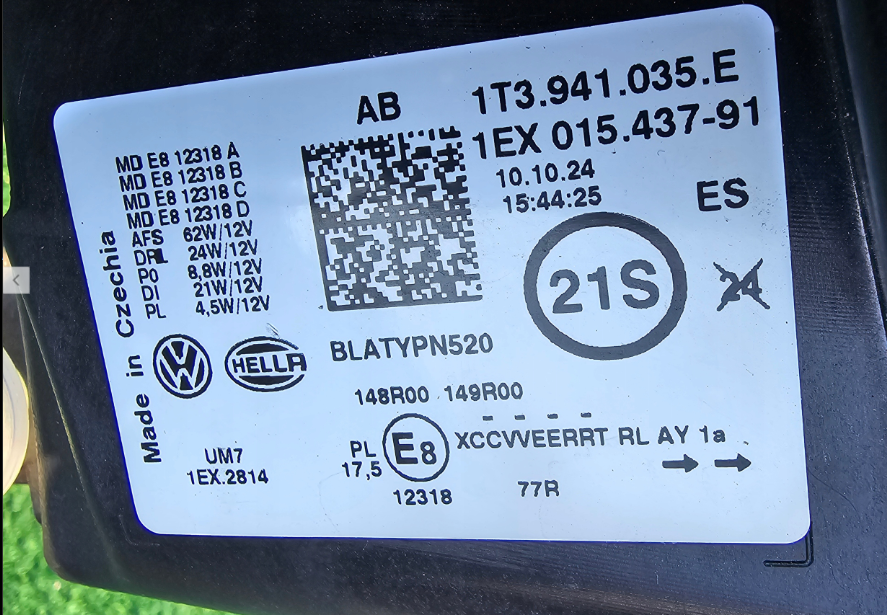 AB
1T3.941.035.E
1EX 015.437-91
10.10.24
15:44:25
ES
MD E8 12318 A
MD E8 12318 B
MD E8 12318 C
MD E8 12318 D
AFS 62W/12V
DRL 24W/12V
PO 8,8W/12V
DI 21W/12V
PL 4,5W/12V
Made in Czechia
21S
24
VW
HELLA
BLATYPN520
148R00 149R00
UM7
1EX.2814
PL
17,5
E8
XCCVVEERRT RL AY 1a
12318
77R